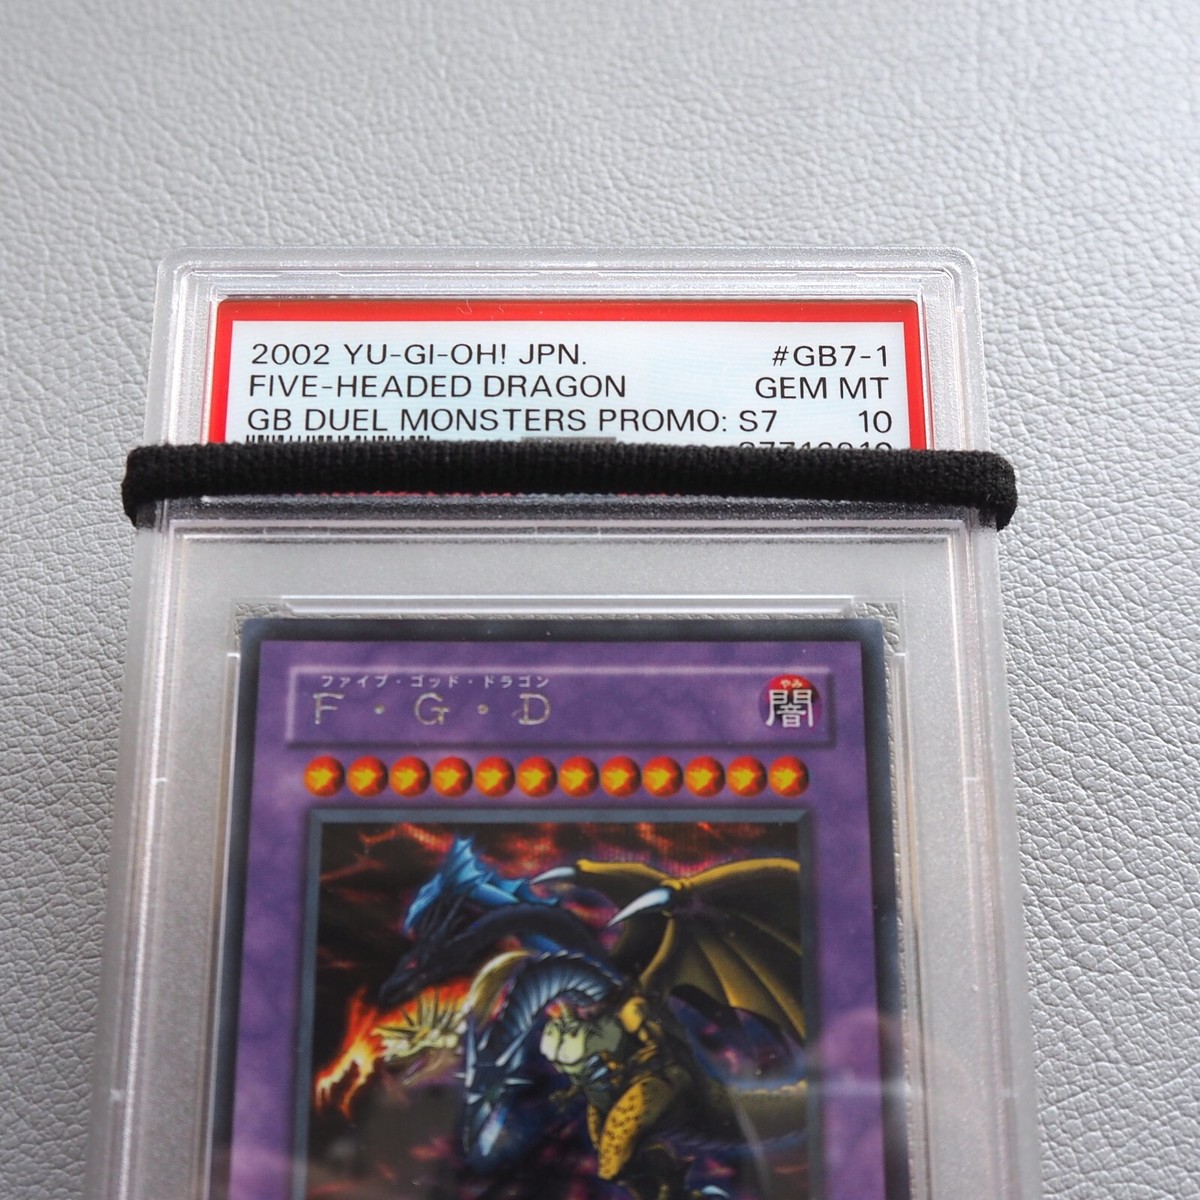 2002 YU-GI-OH! JPN. #GB7-1
FIVE-HEADED DRAGON GEM MT
GB DUEL MONSTERS PROMO: S7 10
ファイブ・ゴッド・ドラゴン
F・G・D
やみ
闇